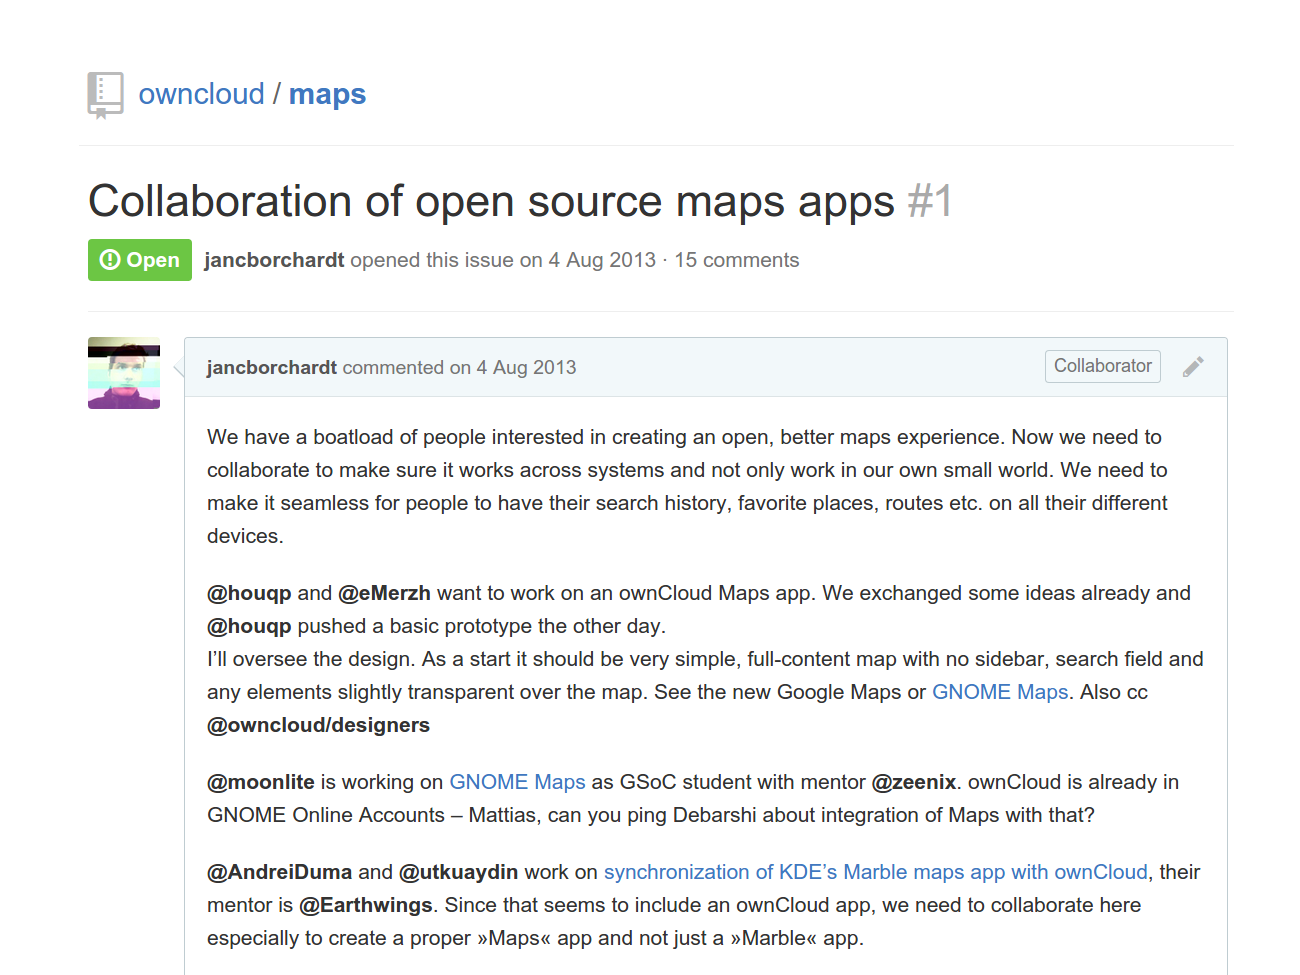 owncloud / maps
Collaboration of open source maps apps #1
Open jancborchardt opened this issue on 4 Aug 2013 · 15 comments
jancborchardt commented on 4 Aug 2013 Collaborator
We have a boatload of people interested in creating an open, better maps experience. Now we need to
collaborate to make sure it works across systems and not only work in our own small world. We need to
make it seamless for people to have their search history, favorite places, routes etc. on all their different
devices.
@houqp and @eMerzh want to work on an ownCloud Maps app. We exchanged some ideas already and
@houqp pushed a basic prototype the other day.
I’ll oversee the design. As a start it should be very simple, full-content map with no sidebar, search field and
any elements slightly transparent over the map. See the new Google Maps or GNOME Maps. Also cc
@owncloud/designers
@moonlite is working on GNOME Maps as GSoC student with mentor @zeenix. ownCloud is already in
GNOME Online Accounts – Mattias, can you ping Debarshi about integration of Maps with that?
@AndreiDuma and @utkuaydin work on synchronization of KDE’s Marble maps app with ownCloud, their
mentor is @Earthwings. Since that seems to include an ownCloud app, we need to collaborate here
especially to create a proper »Maps« app and not just a »Marble« app.